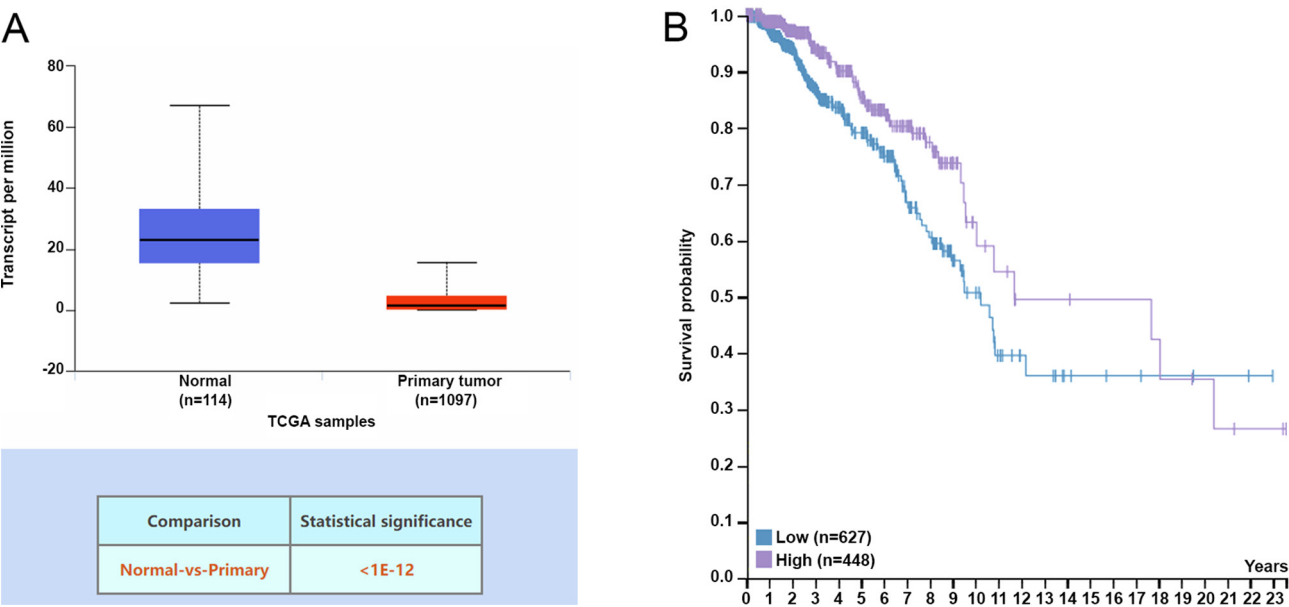 A
Transcript per million
80
60
40
20
0
-20
Normal
(n=114)
Primary tumor
(n=1097)
TCGA samples
Comparison
Statistical significance
Normal-vs-Primary
<1E-12
B
Survival probability
1.0
0.9
0.8
0.7
0.6
0.5
0.4
0.3
0.2
0.1
0.0
Low (n=627)
High (n=448)
Years
0 1 2 3 4 5 6 7 8 9 10 11 12 13 14 15 16 17 18 19 20 21 22 23